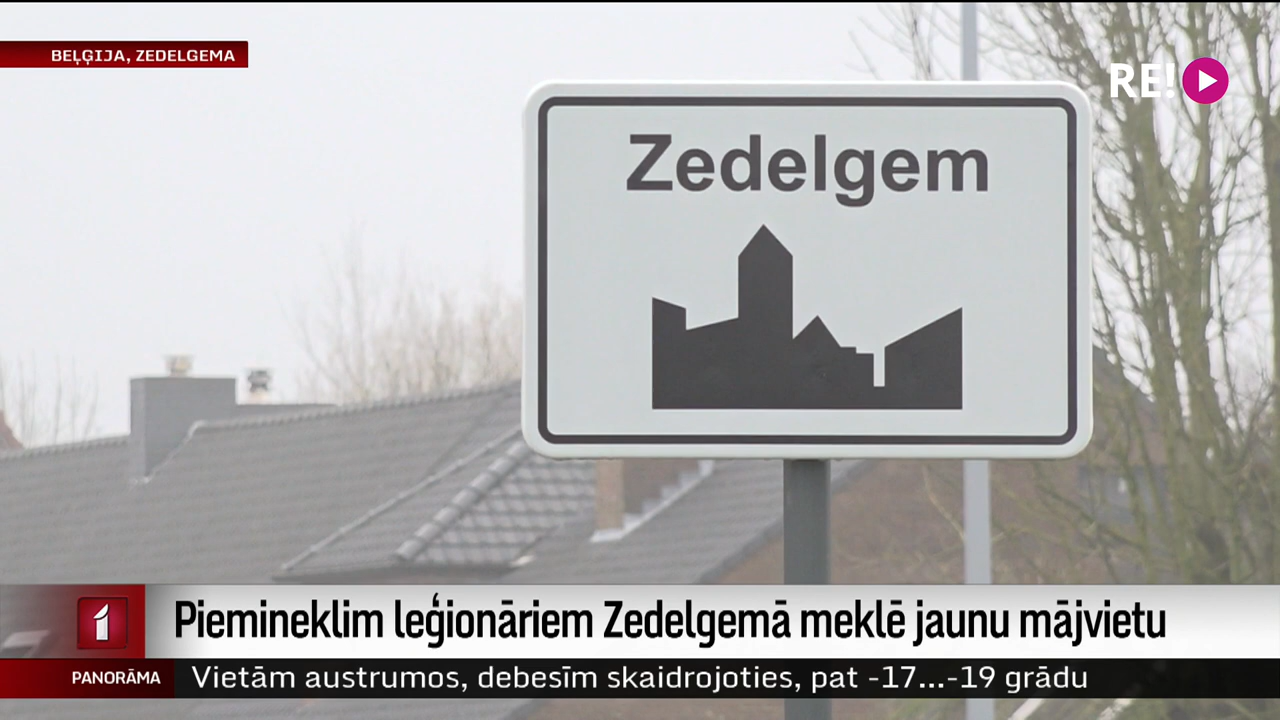 BEĻĢIJA, ZEDELGEMA
RE!
Zedelgem
1
Piemineklim leģionāriem Zedelgemā meklē jaunu mājvietu
PANORĀMA
Vietām austrumos, debesīm skaidrojoties, pat -17...-19 grādu